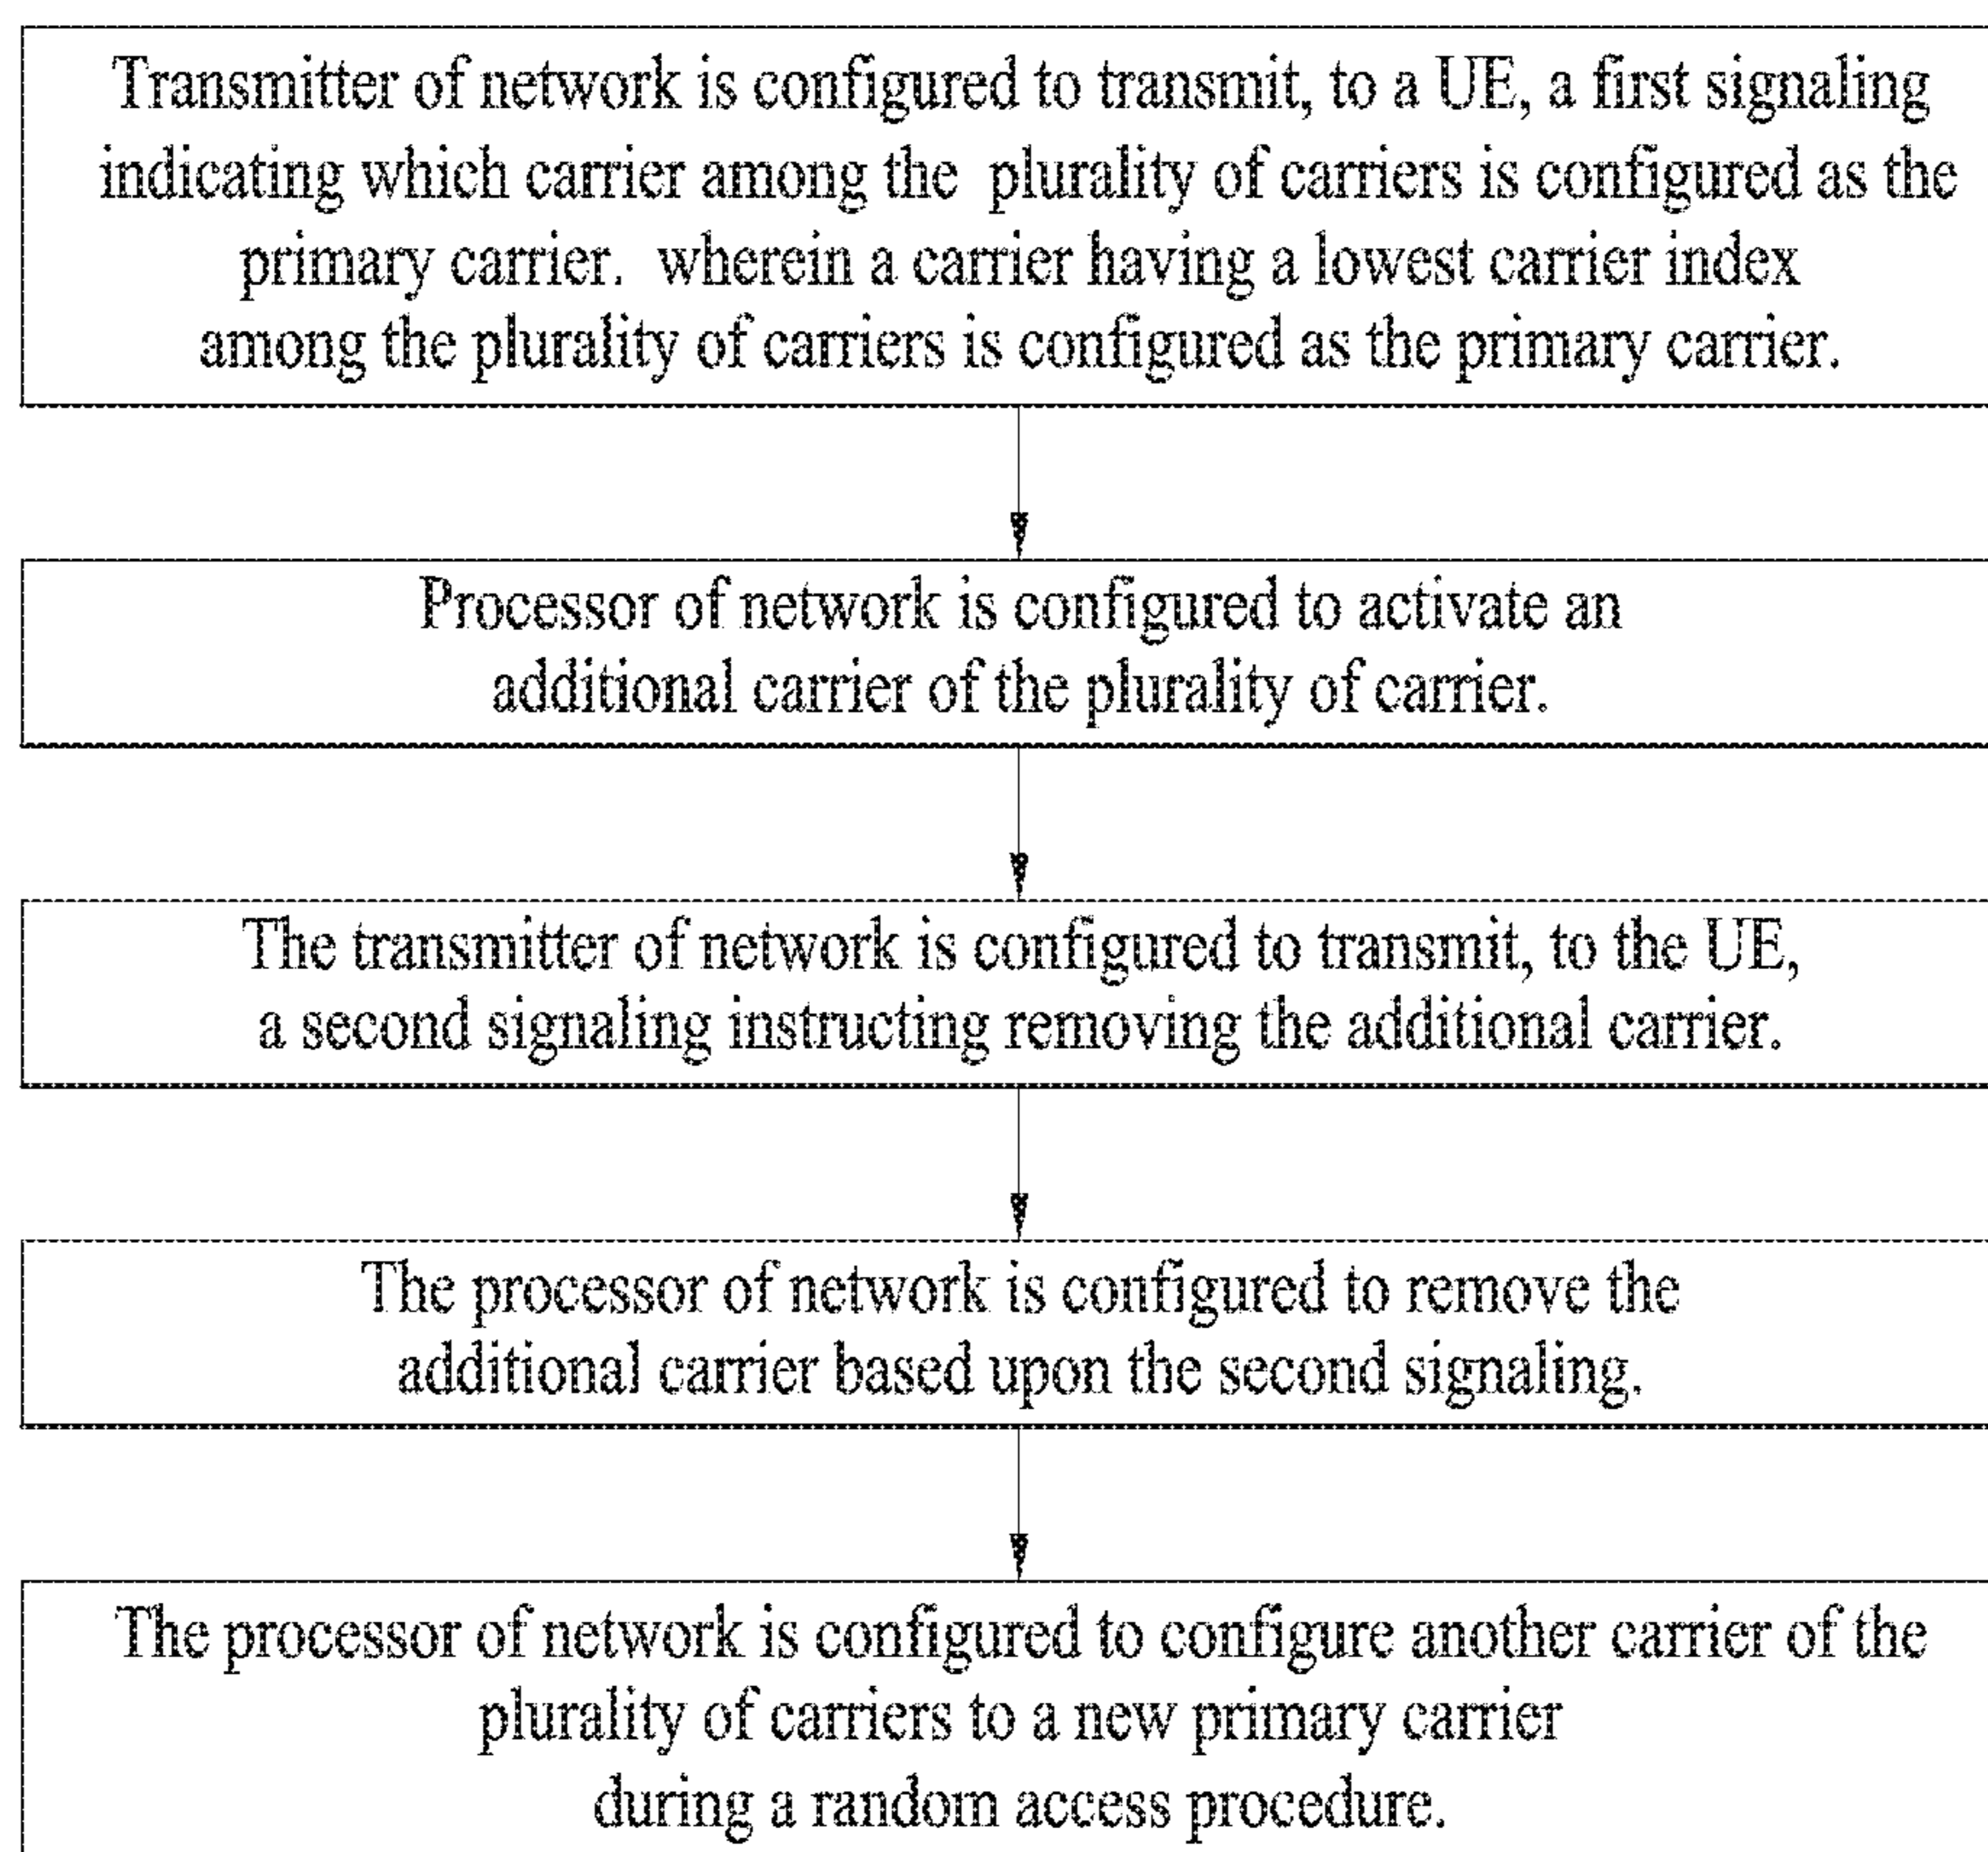 Transmitter of network is configured to transmit, to a UE, a first signaling
indicating which carrier among the plurality of carriers is configured as the
primary carrier. wherein a carrier having a lowest carrier index
among the plurality of carriers is configured as the primary carrier.
Processor of network is configured to activate an
additional carrier of the plurality of carrier.
The transmitter of network is configured to transmit, to the UE,
a second signaling instructing removing the additional carrier.
The processor of network is configured to remove the
additional carrier based upon the second signaling.
The processor of network is configured to configure another carrier of the
plurality of carriers to a new primary carrier
during a random access procedure.